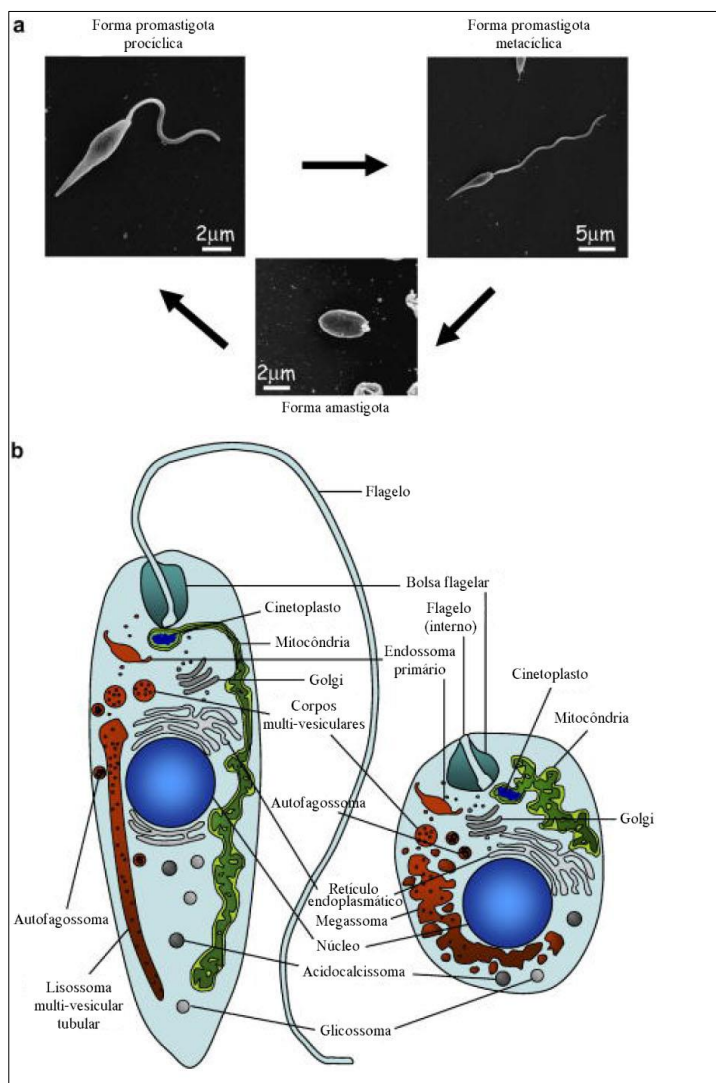 a
Forma promastigota
procíclica
Forma promastigota
metacíclica
2µm
5µm
2µm
Forma amastigota
b
Flagelo
Bolsa flagelar
Cinetoplasto
Flagelo
(interno)
Mitocôndria
Endossoma
primário
Cinetoplasto
Golgi
Mitocôndria
Corpos
multi-vesiculares
Autofagossoma
Golgi
Retículo
endoplasmático
Autofagossoma
Megassoma
Núcleo
Acidocalcissoma
Lisossoma
multi-vesicular
tubular
Glicossoma